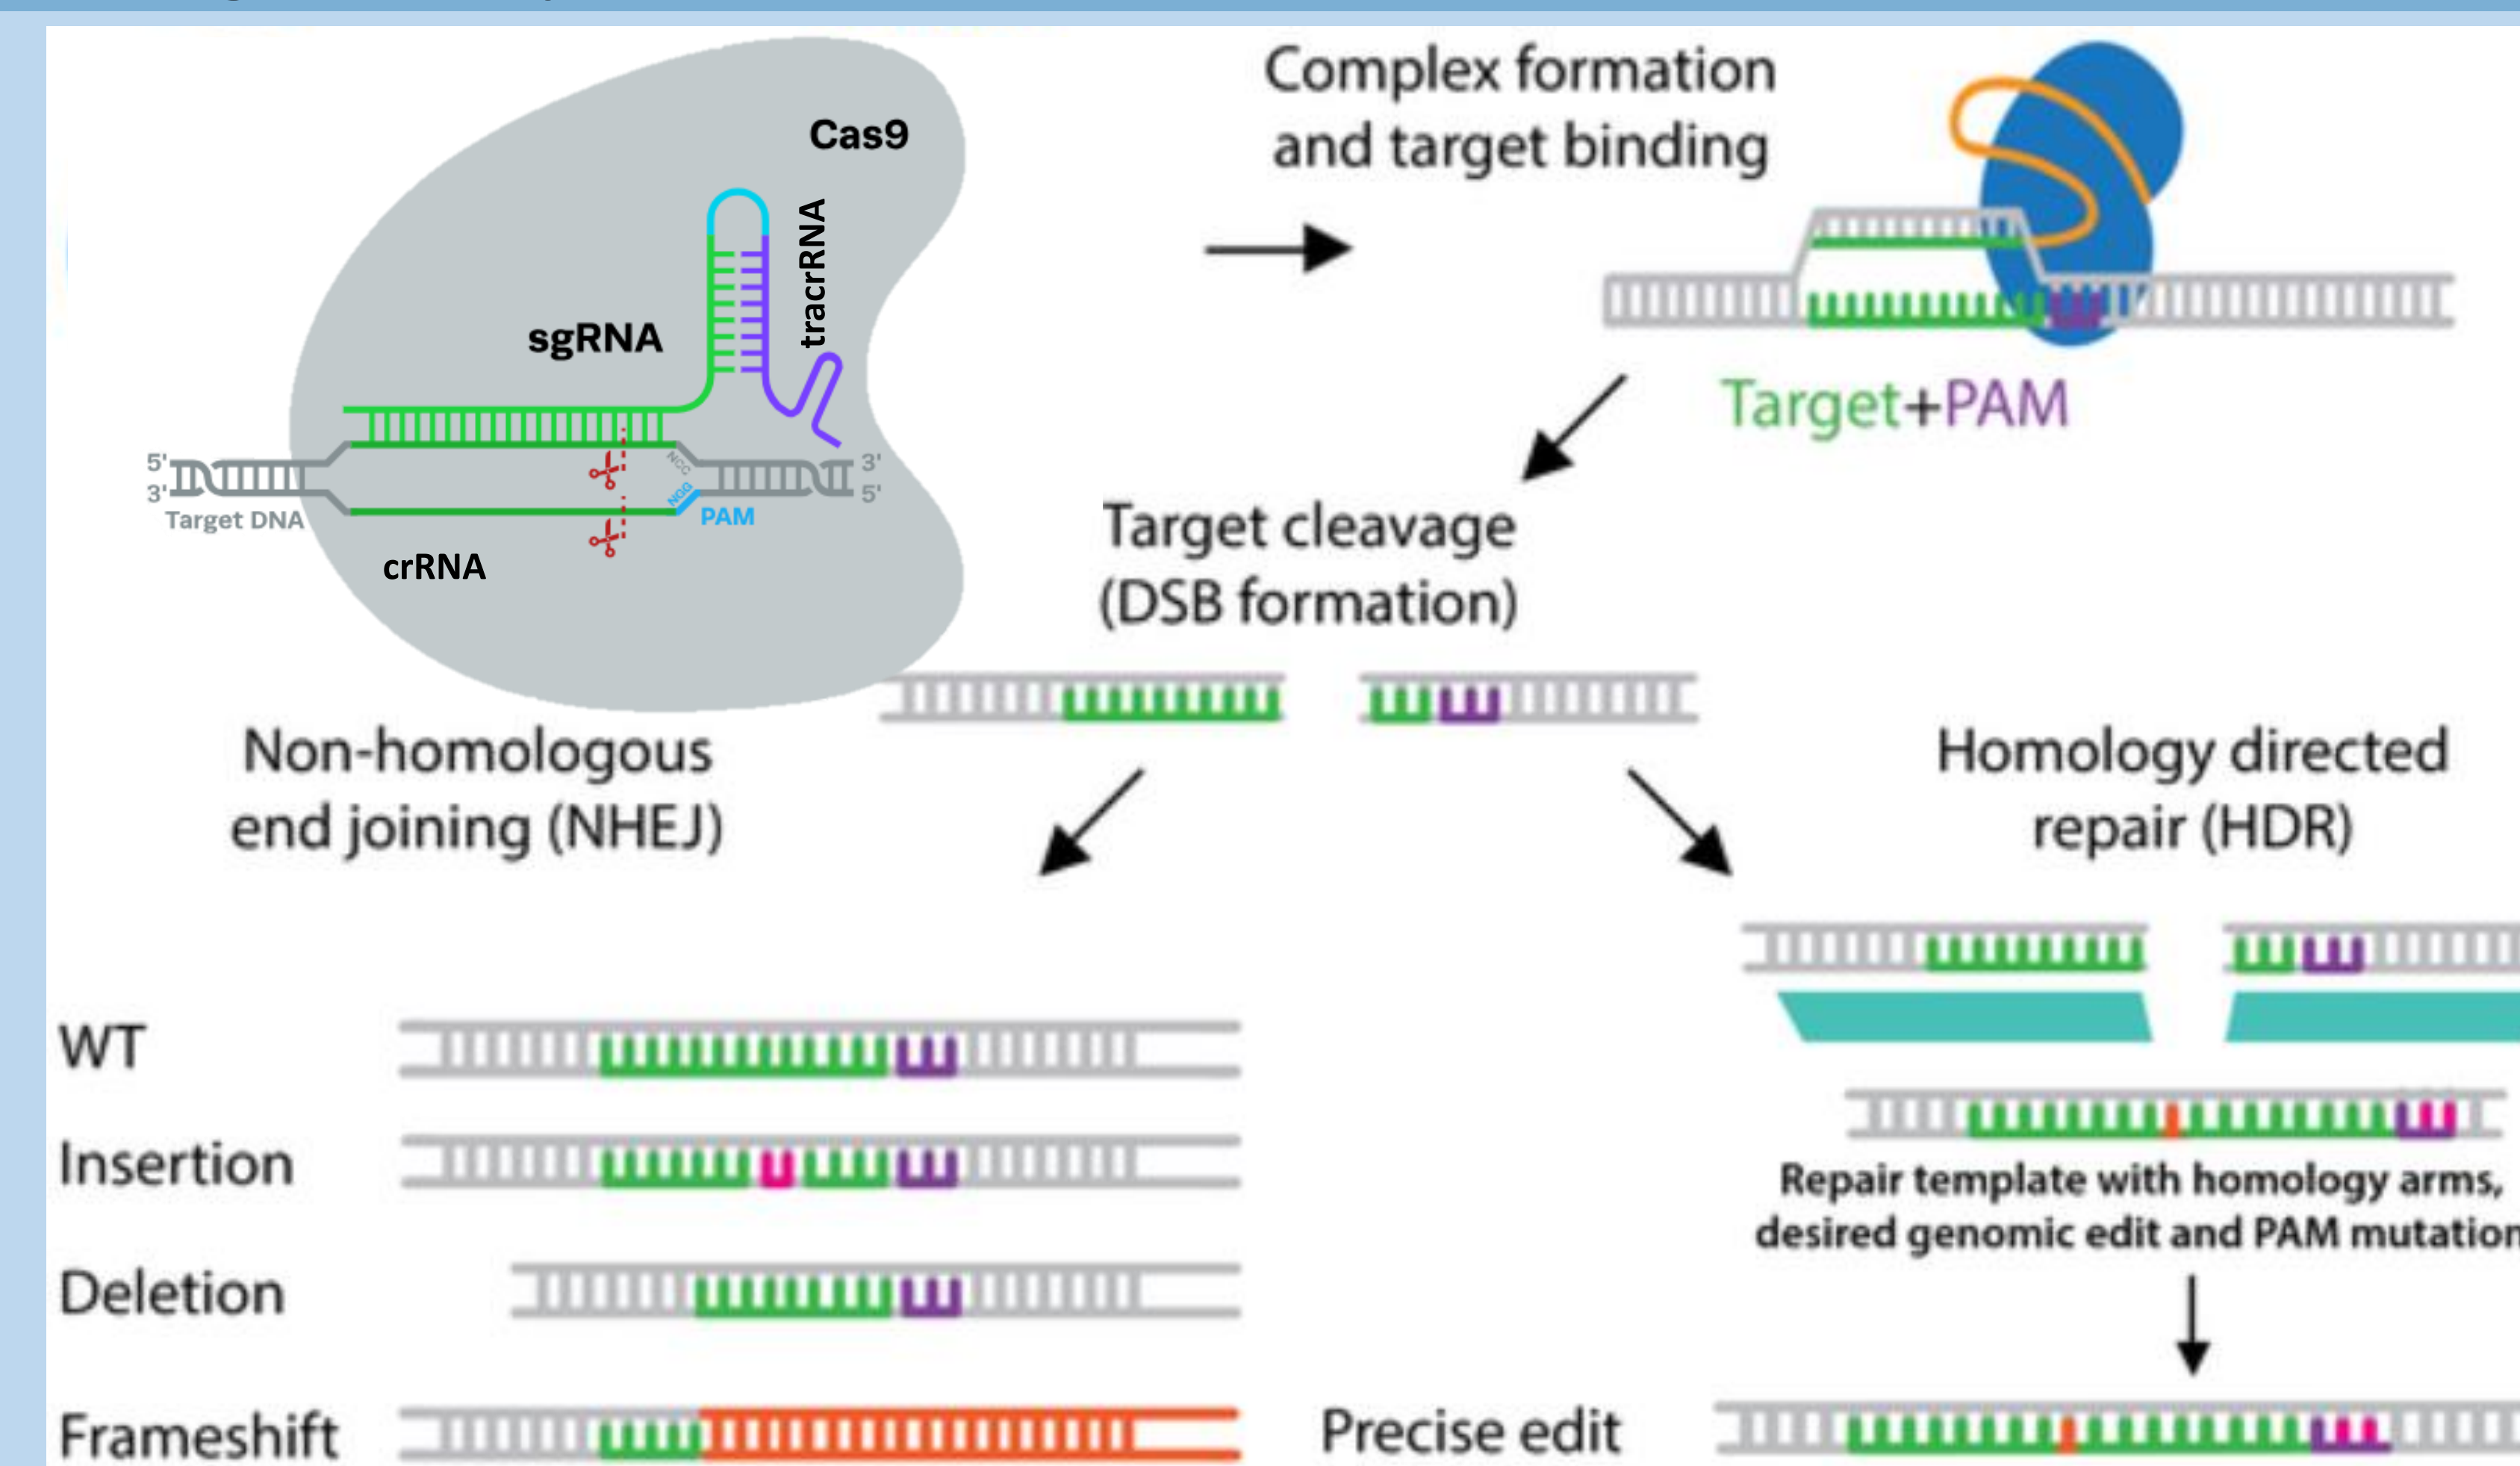 Cas9
tracrRNA
sgRNA
5'
3'
NCC
NGG
3'
5'
Target DNA
PAM
crRNA
Complex formation
and target binding
Target+PAM
Target cleavage
(DSB formation)
Non-homologous
end joining (NHEJ)
Homology directed
repair (HDR)
WT
Insertion
Deletion
Frameshift
Repair template with homology arms,
desired genomic edit and PAM mutation
Precise edit